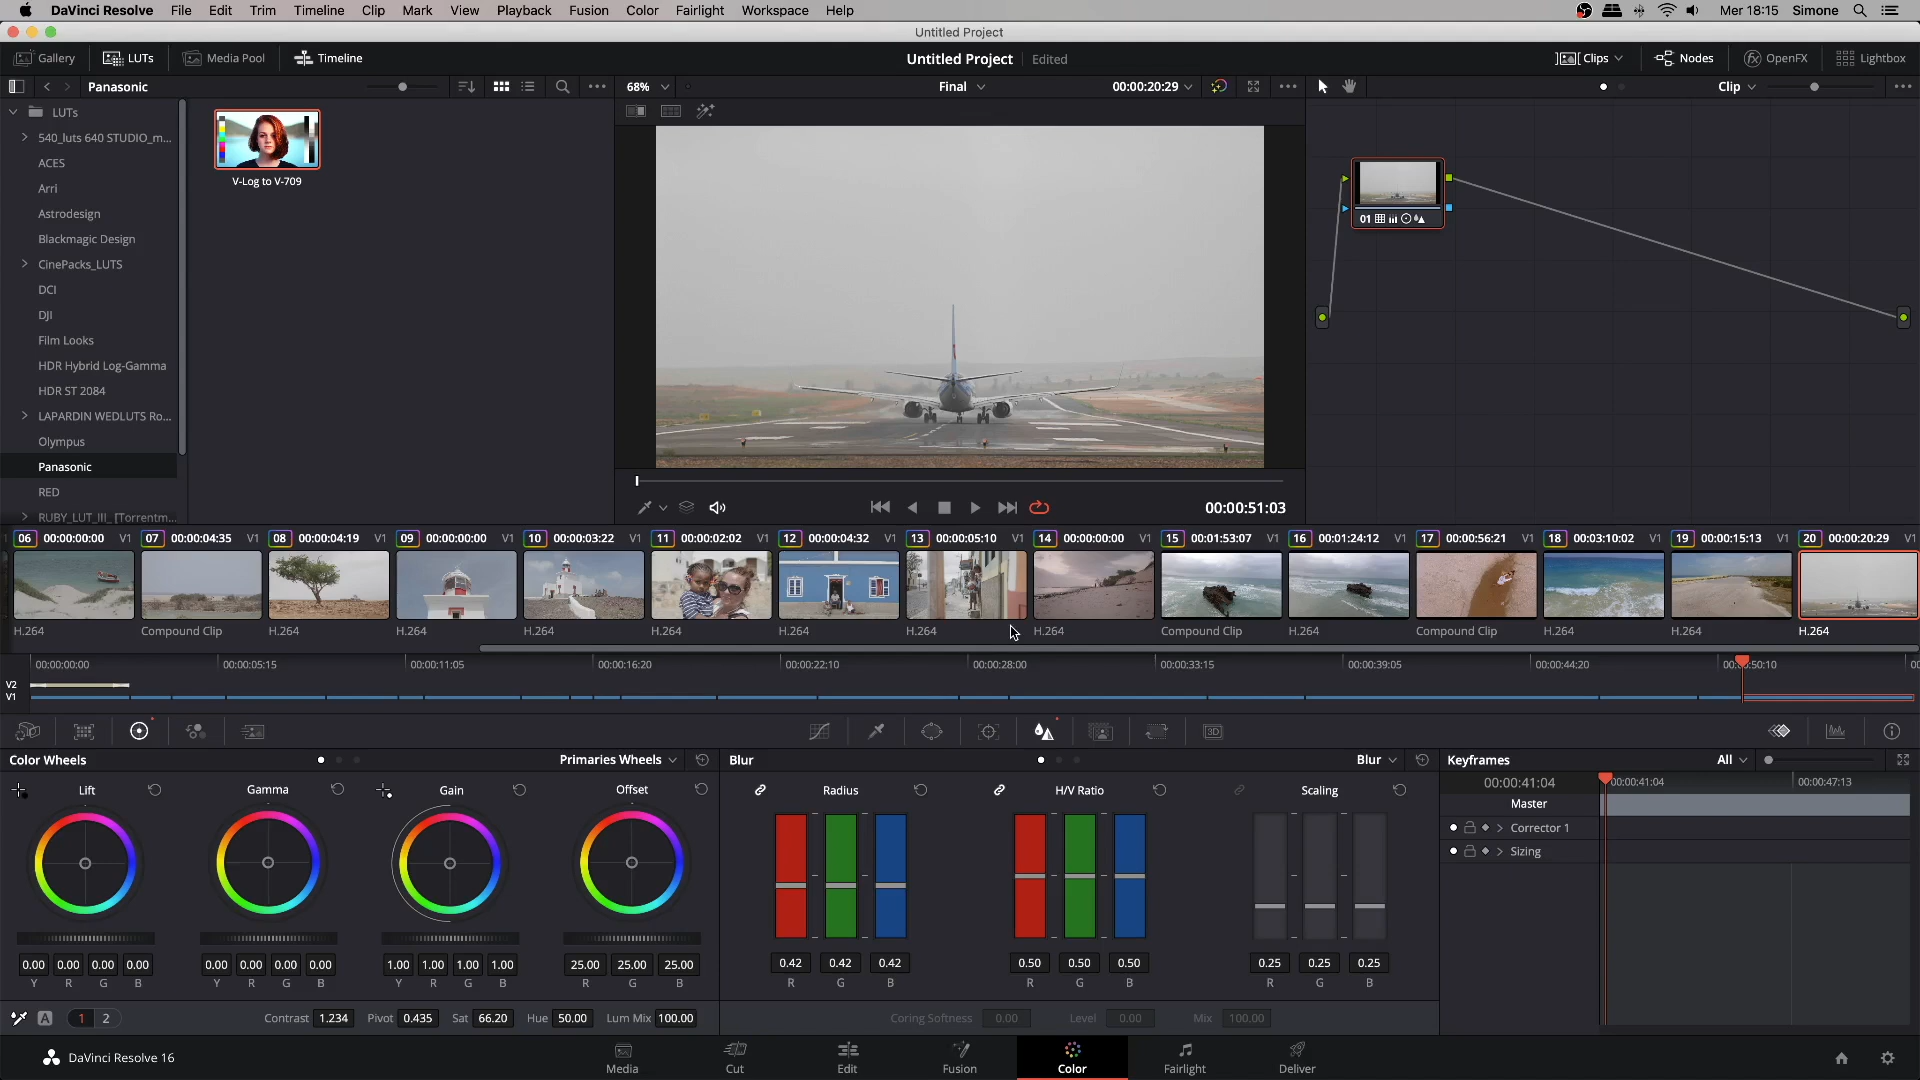 DaVinci Resolve File Edit Trim Timeline Clip Mark View Playback Fusion Color Fairlight Workspace Help Mer 18:15 Simone
Untitled Project
Gallery LUTs Media Pool Timeline Untitled Project Edited Clips Nodes OpenFX Lightbox
Panasonic 68% Final 00:00:20:29 Clip
LUTs
540_luts 640 STUDIO_m...
ACES
Arri
Astrodesign
Blackmagic Design
CinePacks_LUTS
DCI
DJI
Film Looks
HDR Hybrid Log-Gamma
HDR ST 2084
LAPARDIN WEDLUTS Ro...
Olympus
Panasonic
RED
RUBY_LUT_III_ [Torrentm...
V-Log to V-709
01
00:00:51:03
06 00:00:00:00 V1 07 00:00:04:35 V1 08 00:00:04:19 V1 09 00:00:00:00 V1 10 00:00:03:22 V1 11 00:00:02:02 V1 12 00:00:04:32 V1 13 00:00:05:10 V1 14 00:00:00:00 V1 15 00:01:53:07 V1 16 00:01:24:12 V1 17 00:00:56:21 V1 18 00:03:10:02 V1 19 00:00:15:13 V1 20 00:00:20:29 V1
H.264 Compound Clip H.264 H.264 H.264 H.264 H.264 H.264 H.264 Compound Clip H.264 Compound Clip H.264 H.264 H.264
00:00:00:00 00:00:05:15 00:00:11:05 00:00:16:20 00:00:22:10 00:00:28:00 00:00:33:15 00:00:39:05 00:00:44:20 00:00:50:10
V2
V1
3D
Color Wheels Primaries Wheels Blur Blur Keyframes All
Lift Gamma Gain Offset Radius H/V Ratio Scaling
00:00:41:04 00:00:41:04 00:00:47:13
Master
Corrector 1
Sizing
0.00 0.00 0.00 0.00 0.00 0.00 0.00 0.00 1.00 1.00 1.00 1.00 25.00 25.00 25.00 0.42 0.42 0.42 0.50 0.50 0.50 0.25 0.25 0.25
Y R G B Y R G B Y R G B R G B R G B R G B R G B
A 1 2 Contrast 1.234 Pivot 0.435 Sat 66.20 Hue 50.00 Lum Mix 100.00 Coring Softness 0.00 Level 0.00 Mix 100.00
DaVinci Resolve 16 Media Cut Edit Fusion Color Fairlight Deliver